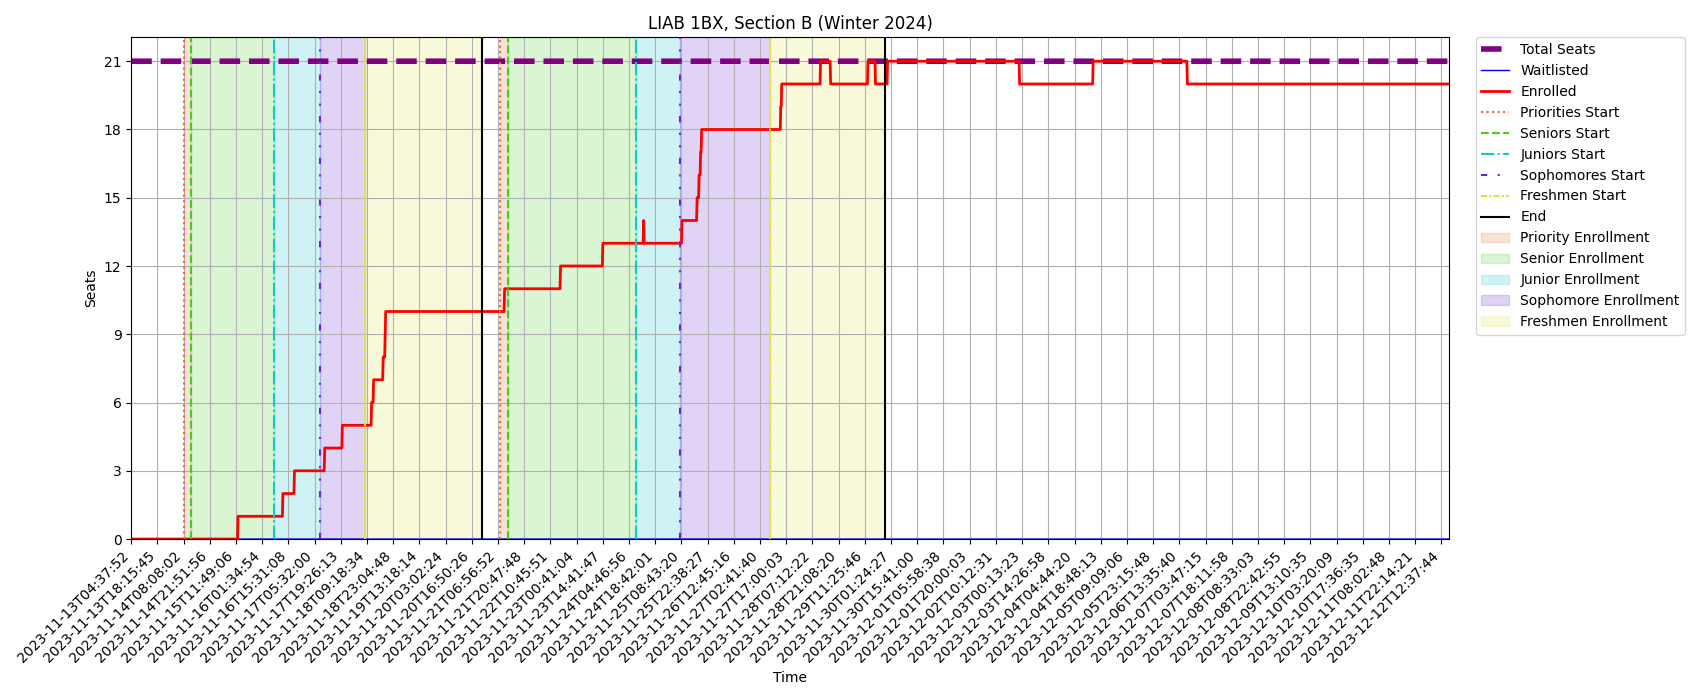 LIAB 1BX, Section B (Winter 2024)
Total Seats
Waitlisted
Enrolled
Priorities Start
Seniors Start
Juniors Start
Sophomores Start
Freshmen Start
End
Priority Enrollment
Senior Enrollment
Junior Enrollment
Sophomore Enrollment
Freshmen Enrollment
Seats
21
18
15
12
9
6
3
0
2023-11-13T04:37:52
2023-11-13T18:15:45
2023-11-14T08:08:02
2023-11-14T21:51:56
2023-11-15T11:49:06
2023-11-16T01:34:54
2023-11-16T15:31:08
2023-11-17T05:32:00
2023-11-17T19:26:13
2023-11-18T09:18:34
2023-11-18T23:04:48
2023-11-19T13:18:14
2023-11-20T03:02:24
2023-11-20T16:50:26
2023-11-21T06:56:52
2023-11-21T20:47:48
2023-11-22T10:45:51
2023-11-23T00:41:04
2023-11-23T14:41:47
2023-11-24T04:46:56
2023-11-24T18:42:01
2023-11-25T08:43:20
2023-11-25T22:38:27
2023-11-26T12:45:16
2023-11-27T02:41:40
2023-11-27T17:00:03
2023-11-28T07:12:22
2023-11-28T21:08:20
2023-11-29T11:25:46
2023-11-30T01:24:27
2023-11-30T15:41:00
2023-12-01T05:58:38
2023-12-01T20:00:03
2023-12-02T10:12:31
2023-12-03T00:13:23
2023-12-03T14:26:58
2023-12-04T04:44:20
2023-12-04T18:48:13
2023-12-05T09:09:06
2023-12-05T23:15:48
2023-12-06T13:35:40
2023-12-07T03:47:15
2023-12-07T18:11:58
2023-12-08T08:33:03
2023-12-08T22:42:55
2023-12-09T13:10:35
2023-12-10T03:20:09
2023-12-10T17:36:35
2023-12-11T08:02:48
2023-12-11T22:14:21
2023-12-12T12:37:44
Time